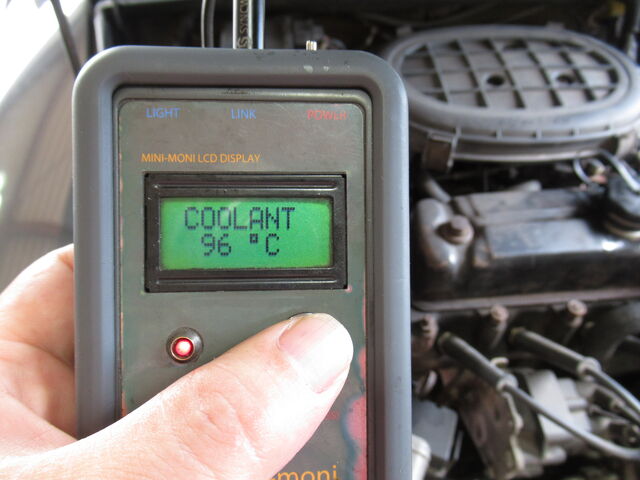 LIGHT LINK POWER
MINI-MONI LCD DISPLAY
COOLANT
96 °C
moni